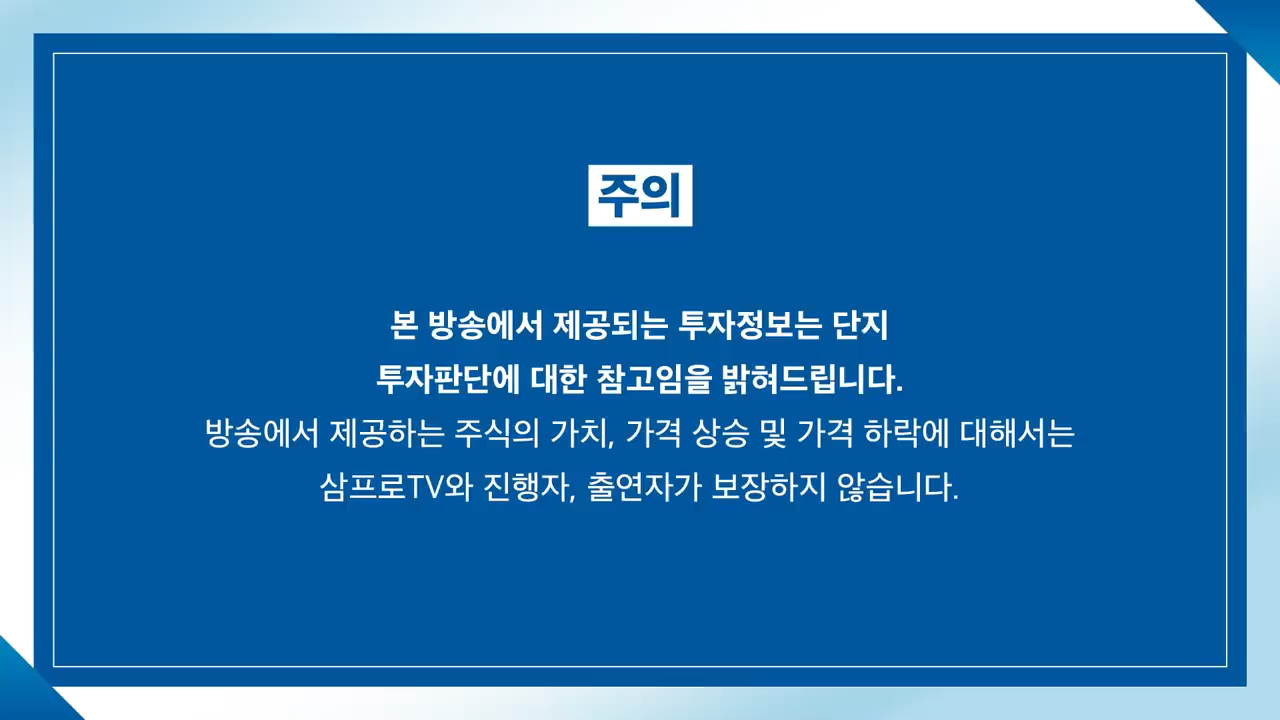 주의
본 방송에서 제공되는 투자정보는 단지
투자판단에 대한 참고임을 밝혀드립니다.
방송에서 제공하는 주식의 가치, 가격 상승 및 가격 하락에 대해서는
삼프로TV와 진행자, 출연자가 보장하지 않습니다.